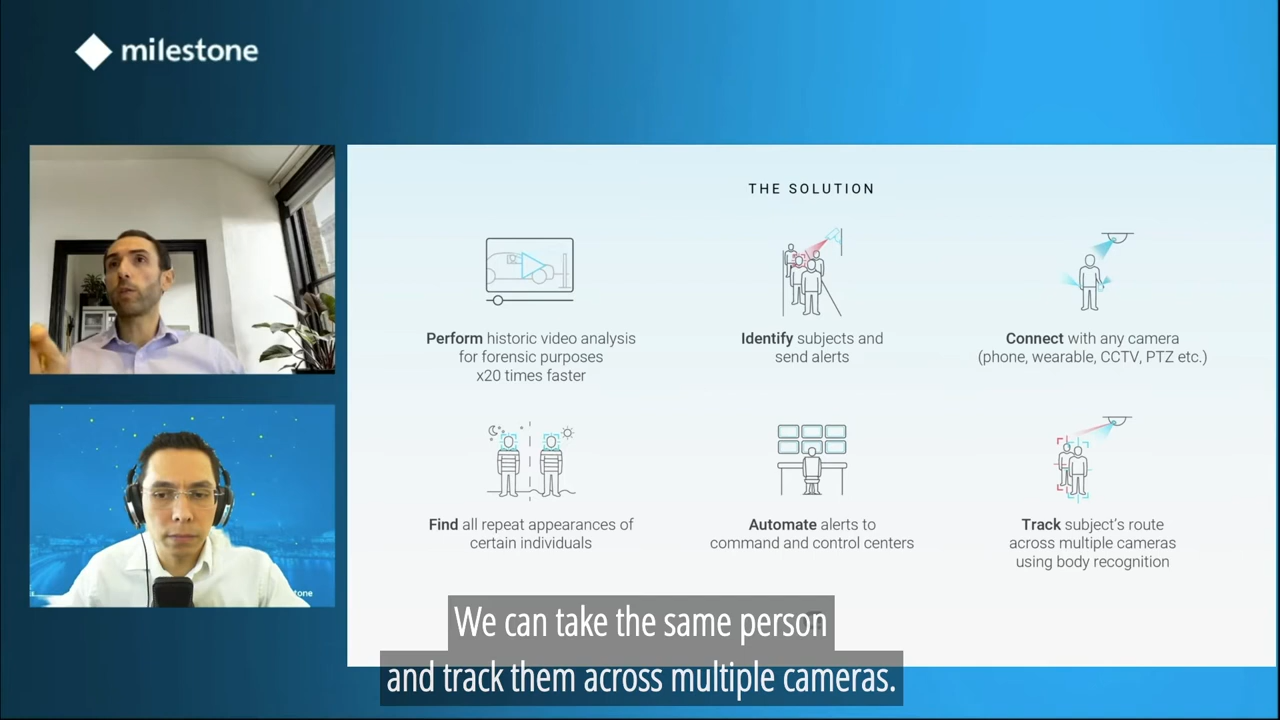 milestone
THE SOLUTION
Perform historic video analysis
for forensic purposes
x20 times faster
Identify subjects and
send alerts
Connect with any camera
(phone, wearable, CCTV, PTZ etc.)
Find all repeat appearances of
certain individuals
Automate alerts to
command and control centers
Track subject's route
across multiple cameras
using body recognition
tone
We can take the same person
and track them across multiple cameras.